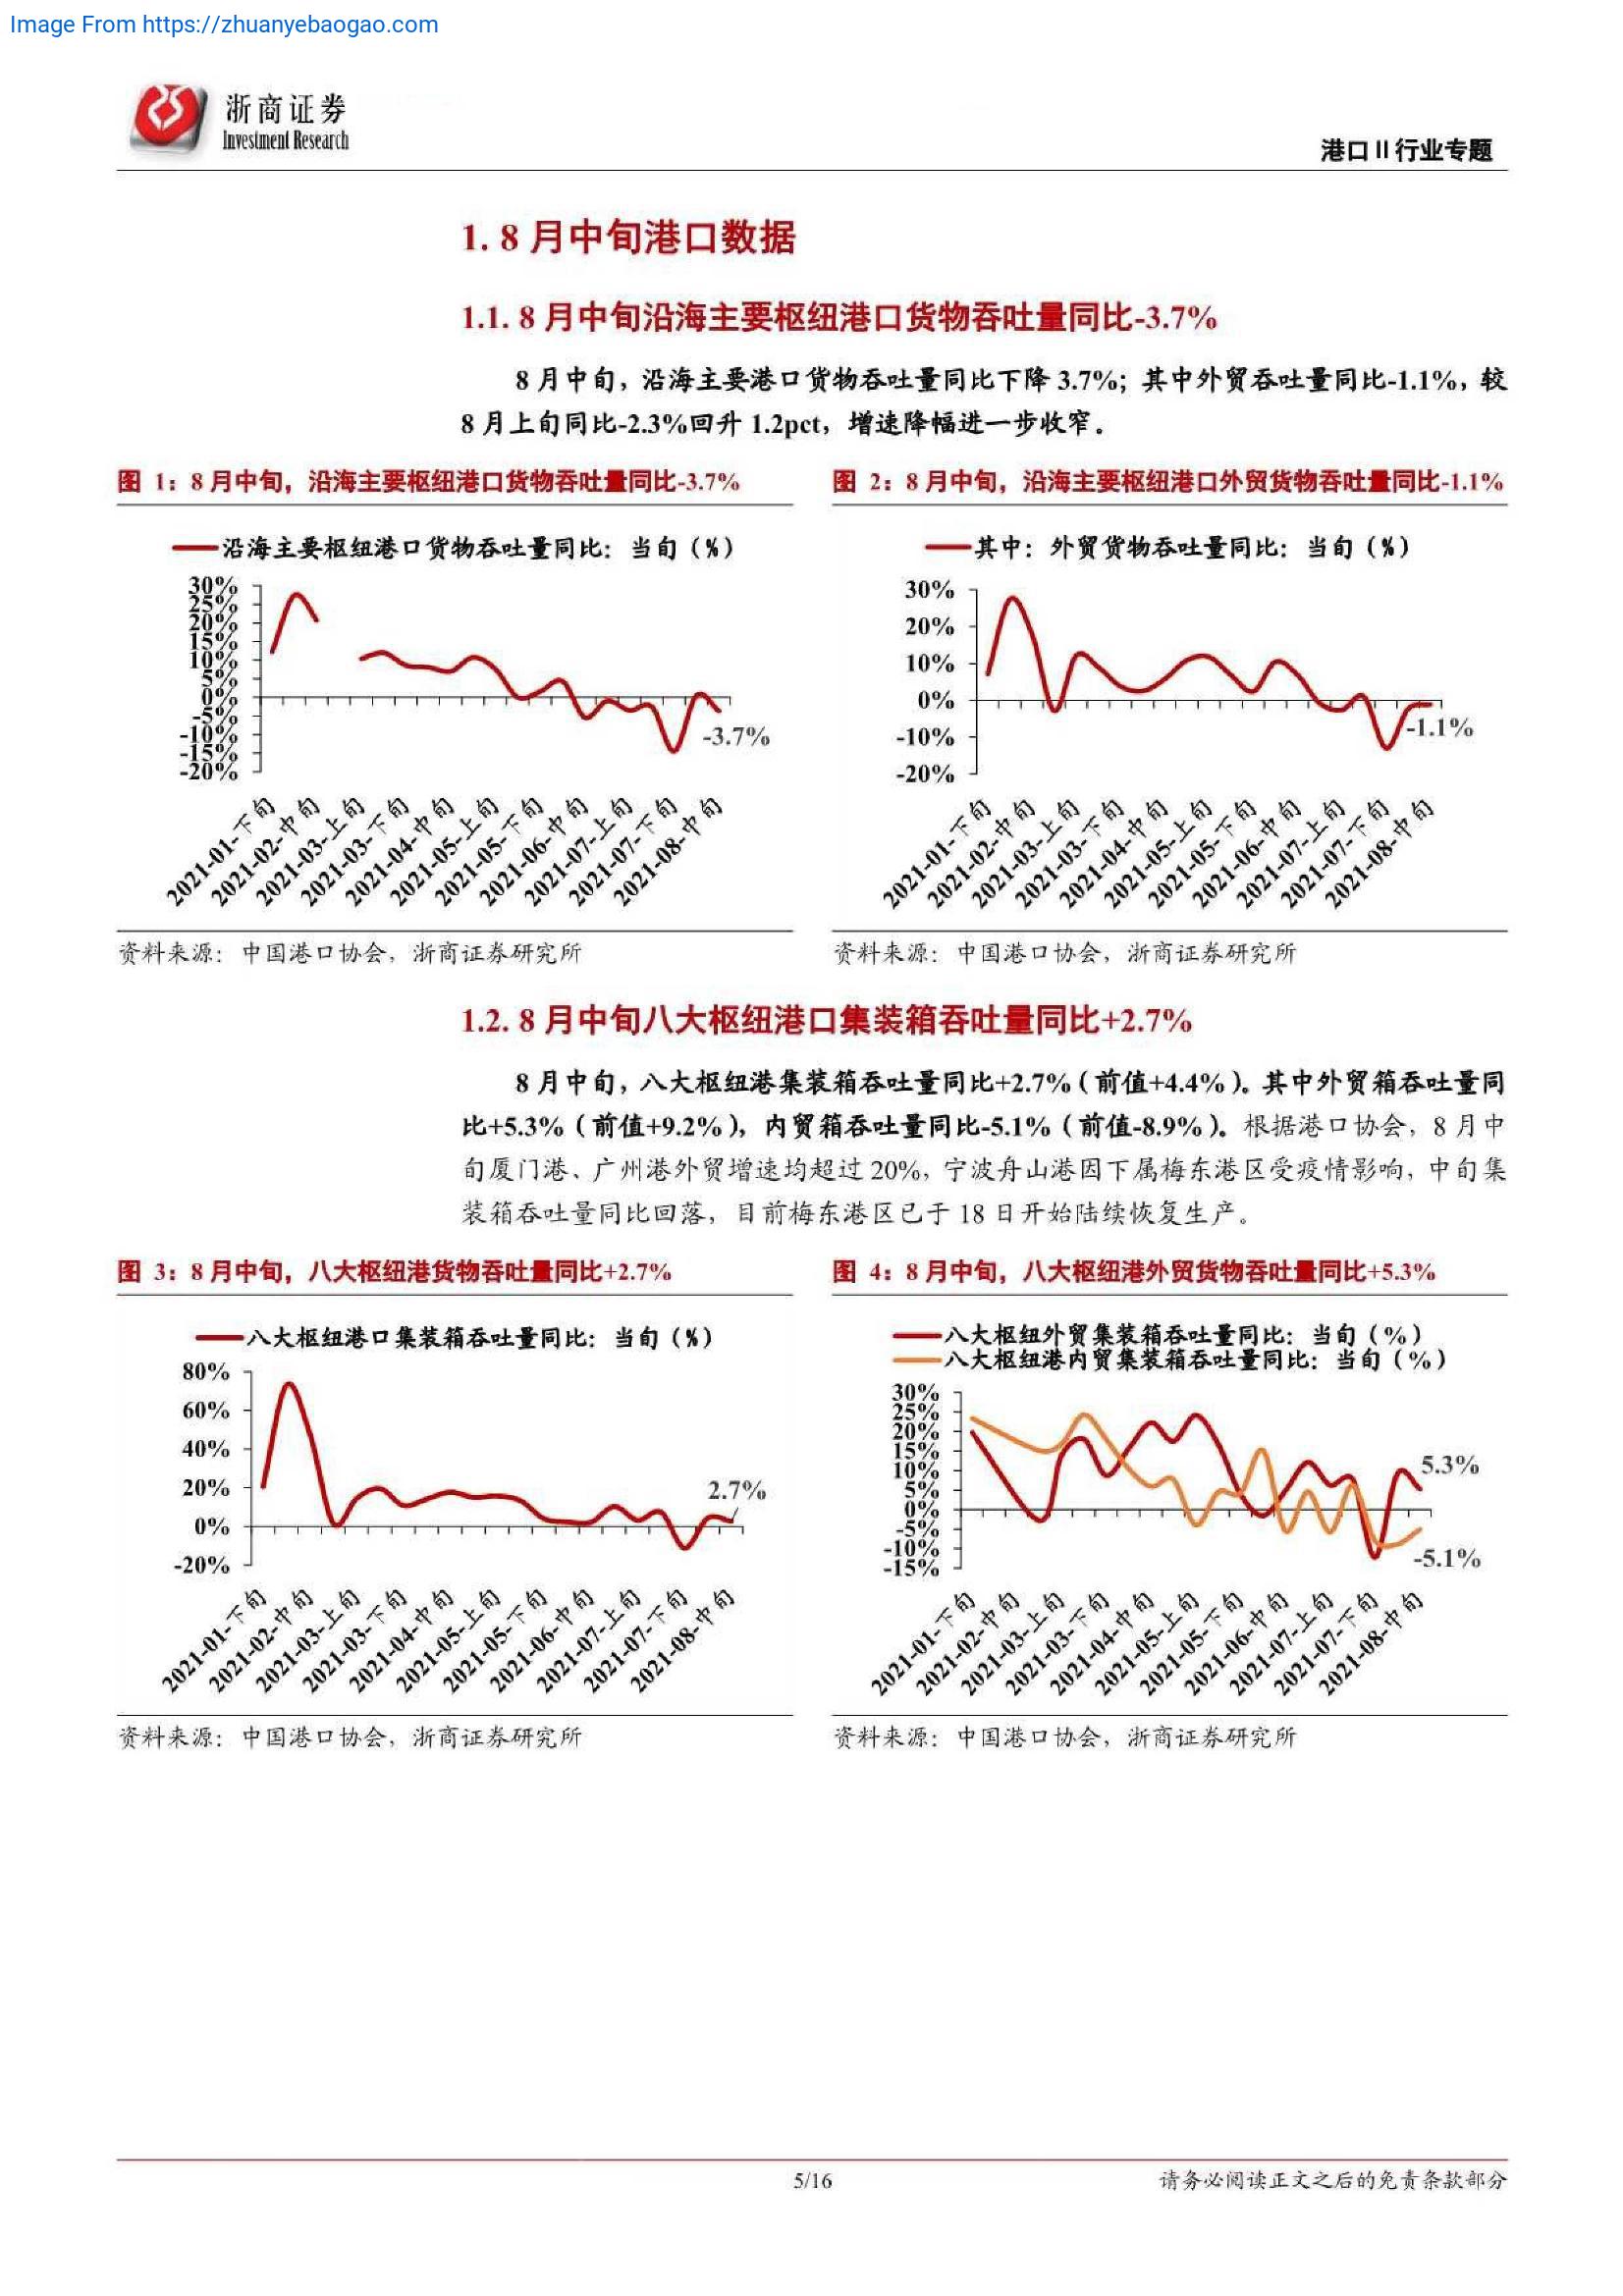 Image From https://zhuanyebaogao.com
浙商证券
Investment Research
港口II行业专题
1. 8月中旬港口数据
1.1. 8月中旬沿海主要枢纽港口货物吞吐量同比-3.7%
8月中旬，沿海主要港口货物吞吐量同比下降3.7%；其中外贸吞吐量同比-1.1%，较
8月上旬同比-2.3%回升1.2pct，增速降幅进一步收窄。
图 1：8月中旬，沿海主要枢纽港口货物吞吐量同比-3.7%
沿海主要枢纽港口货物吞吐量同比：当旬（%）
30%
25%
20%
15%
10%
5%
0%
-5%
-10%
-15%
-20%
-3.7%
2021-01-下旬
2021-02-中旬
2021-03-上旬
2021-03-下旬
2021-04-中旬
2021-05-上旬
2021-05-下旬
2021-06-中旬
2021-07-上旬
2021-07-下旬
2021-08-中旬
资料来源：中国港口协会，浙商证券研究所
图 2：8月中旬，沿海主要枢纽港口外贸货物吞吐量同比-1.1%
其中：外贸货物吞吐量同比：当旬（%）
30%
20%
10%
0%
-10%
-20%
-1.1%
2021-01-下旬
2021-02-中旬
2021-03-上旬
2021-03-下旬
2021-04-中旬
2021-05-上旬
2021-05-下旬
2021-06-中旬
2021-07-上旬
2021-07-下旬
2021-08-中旬
资料来源：中国港口协会，浙商证券研究所
1.2. 8月中旬八大枢纽港口集装箱吞吐量同比+2.7%
8月中旬，八大枢纽港集装箱吞吐量同比+2.7%（前值+4.4%）。其中外贸箱吞吐量同
比+5.3%（前值+9.2%），内贸箱吞吐量同比-5.1%（前值-8.9%）。根据港口协会，8月中
旬厦门港、广州港外贸增速均超过20%，宁波舟山港因下属梅东港区受疫情影响，中旬集
装箱吞吐量同比回落，目前梅东港区已于18日开始陆续恢复生产。
图 3：8月中旬，八大枢纽港货物吞吐量同比+2.7%
八大枢纽港口集装箱吞吐量同比：当旬（%）
80%
60%
40%
20%
0%
-20%
2.7%
2021-01-下旬
2021-02-中旬
2021-03-上旬
2021-03-下旬
2021-04-中旬
2021-05-上旬
2021-05-下旬
2021-06-中旬
2021-07-上旬
2021-07-下旬
2021-08-中旬
资料来源：中国港口协会，浙商证券研究所
图 4：8月中旬，八大枢纽港外贸货物吞吐量同比+5.3%
八大枢纽外贸集装箱吞吐量同比：当旬（%）
八大枢纽港内贸集装箱吞吐量同比：当旬（%）
30%
25%
20%
15%
10%
5%
0%
-5%
-10%
-15%
5.3%
-5.1%
2021-01-下旬
2021-02-中旬
2021-03-上旬
2021-03-下旬
2021-04-中旬
2021-05-上旬
2021-05-下旬
2021-06-中旬
2021-07-上旬
2021-07-下旬
2021-08-中旬
资料来源：中国港口协会，浙商证券研究所
5/16
请务必阅读正文之后的免责条款部分